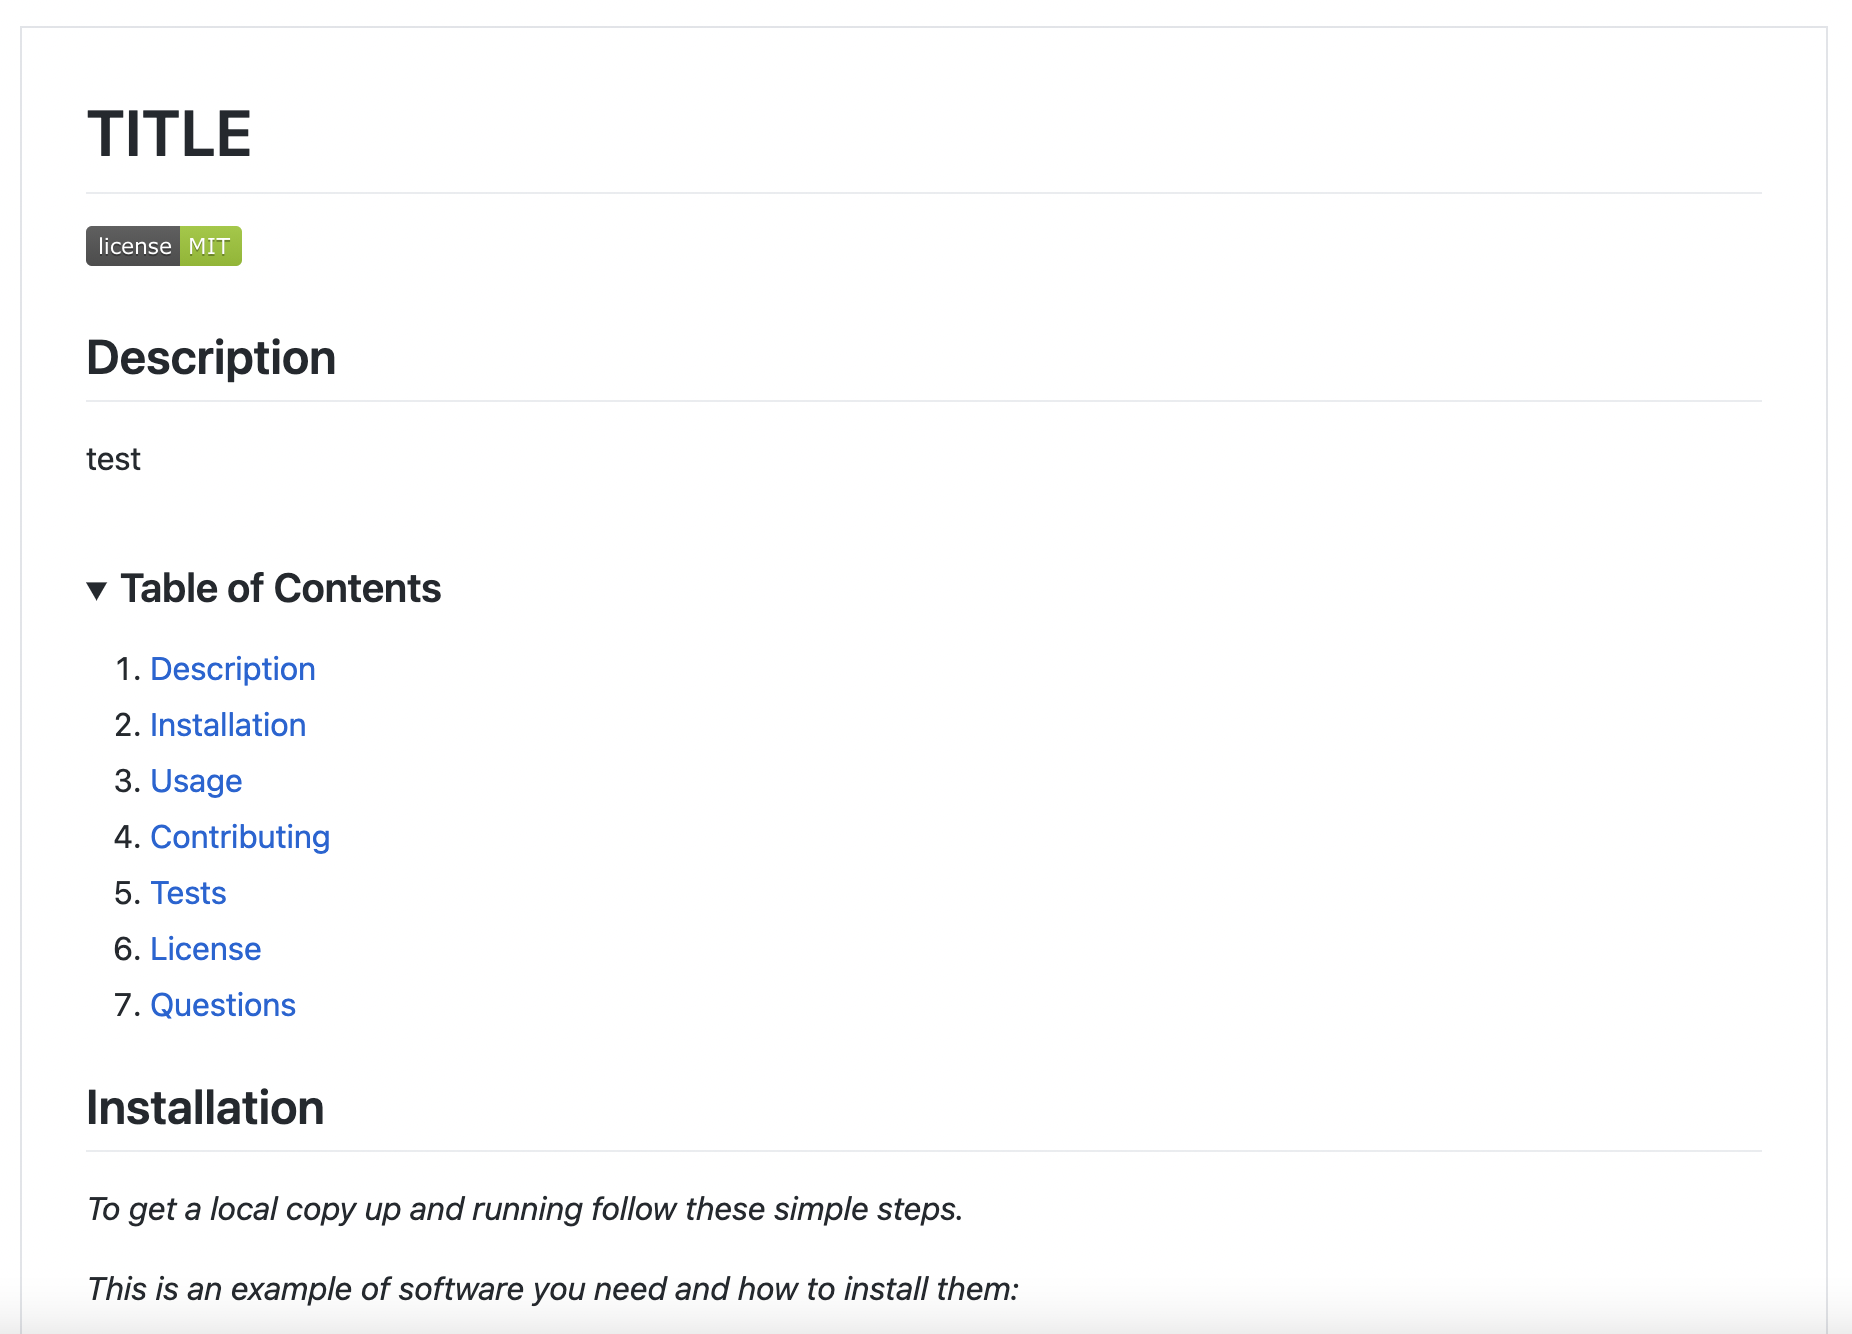 TITLE
license MIT
Description
test
▼ Table of Contents
1. Description
2. Installation
3. Usage
4. Contributing
5. Tests
6. License
7. Questions
Installation
To get a local copy up and running follow these simple steps.
This is an example of software you need and how to install them: